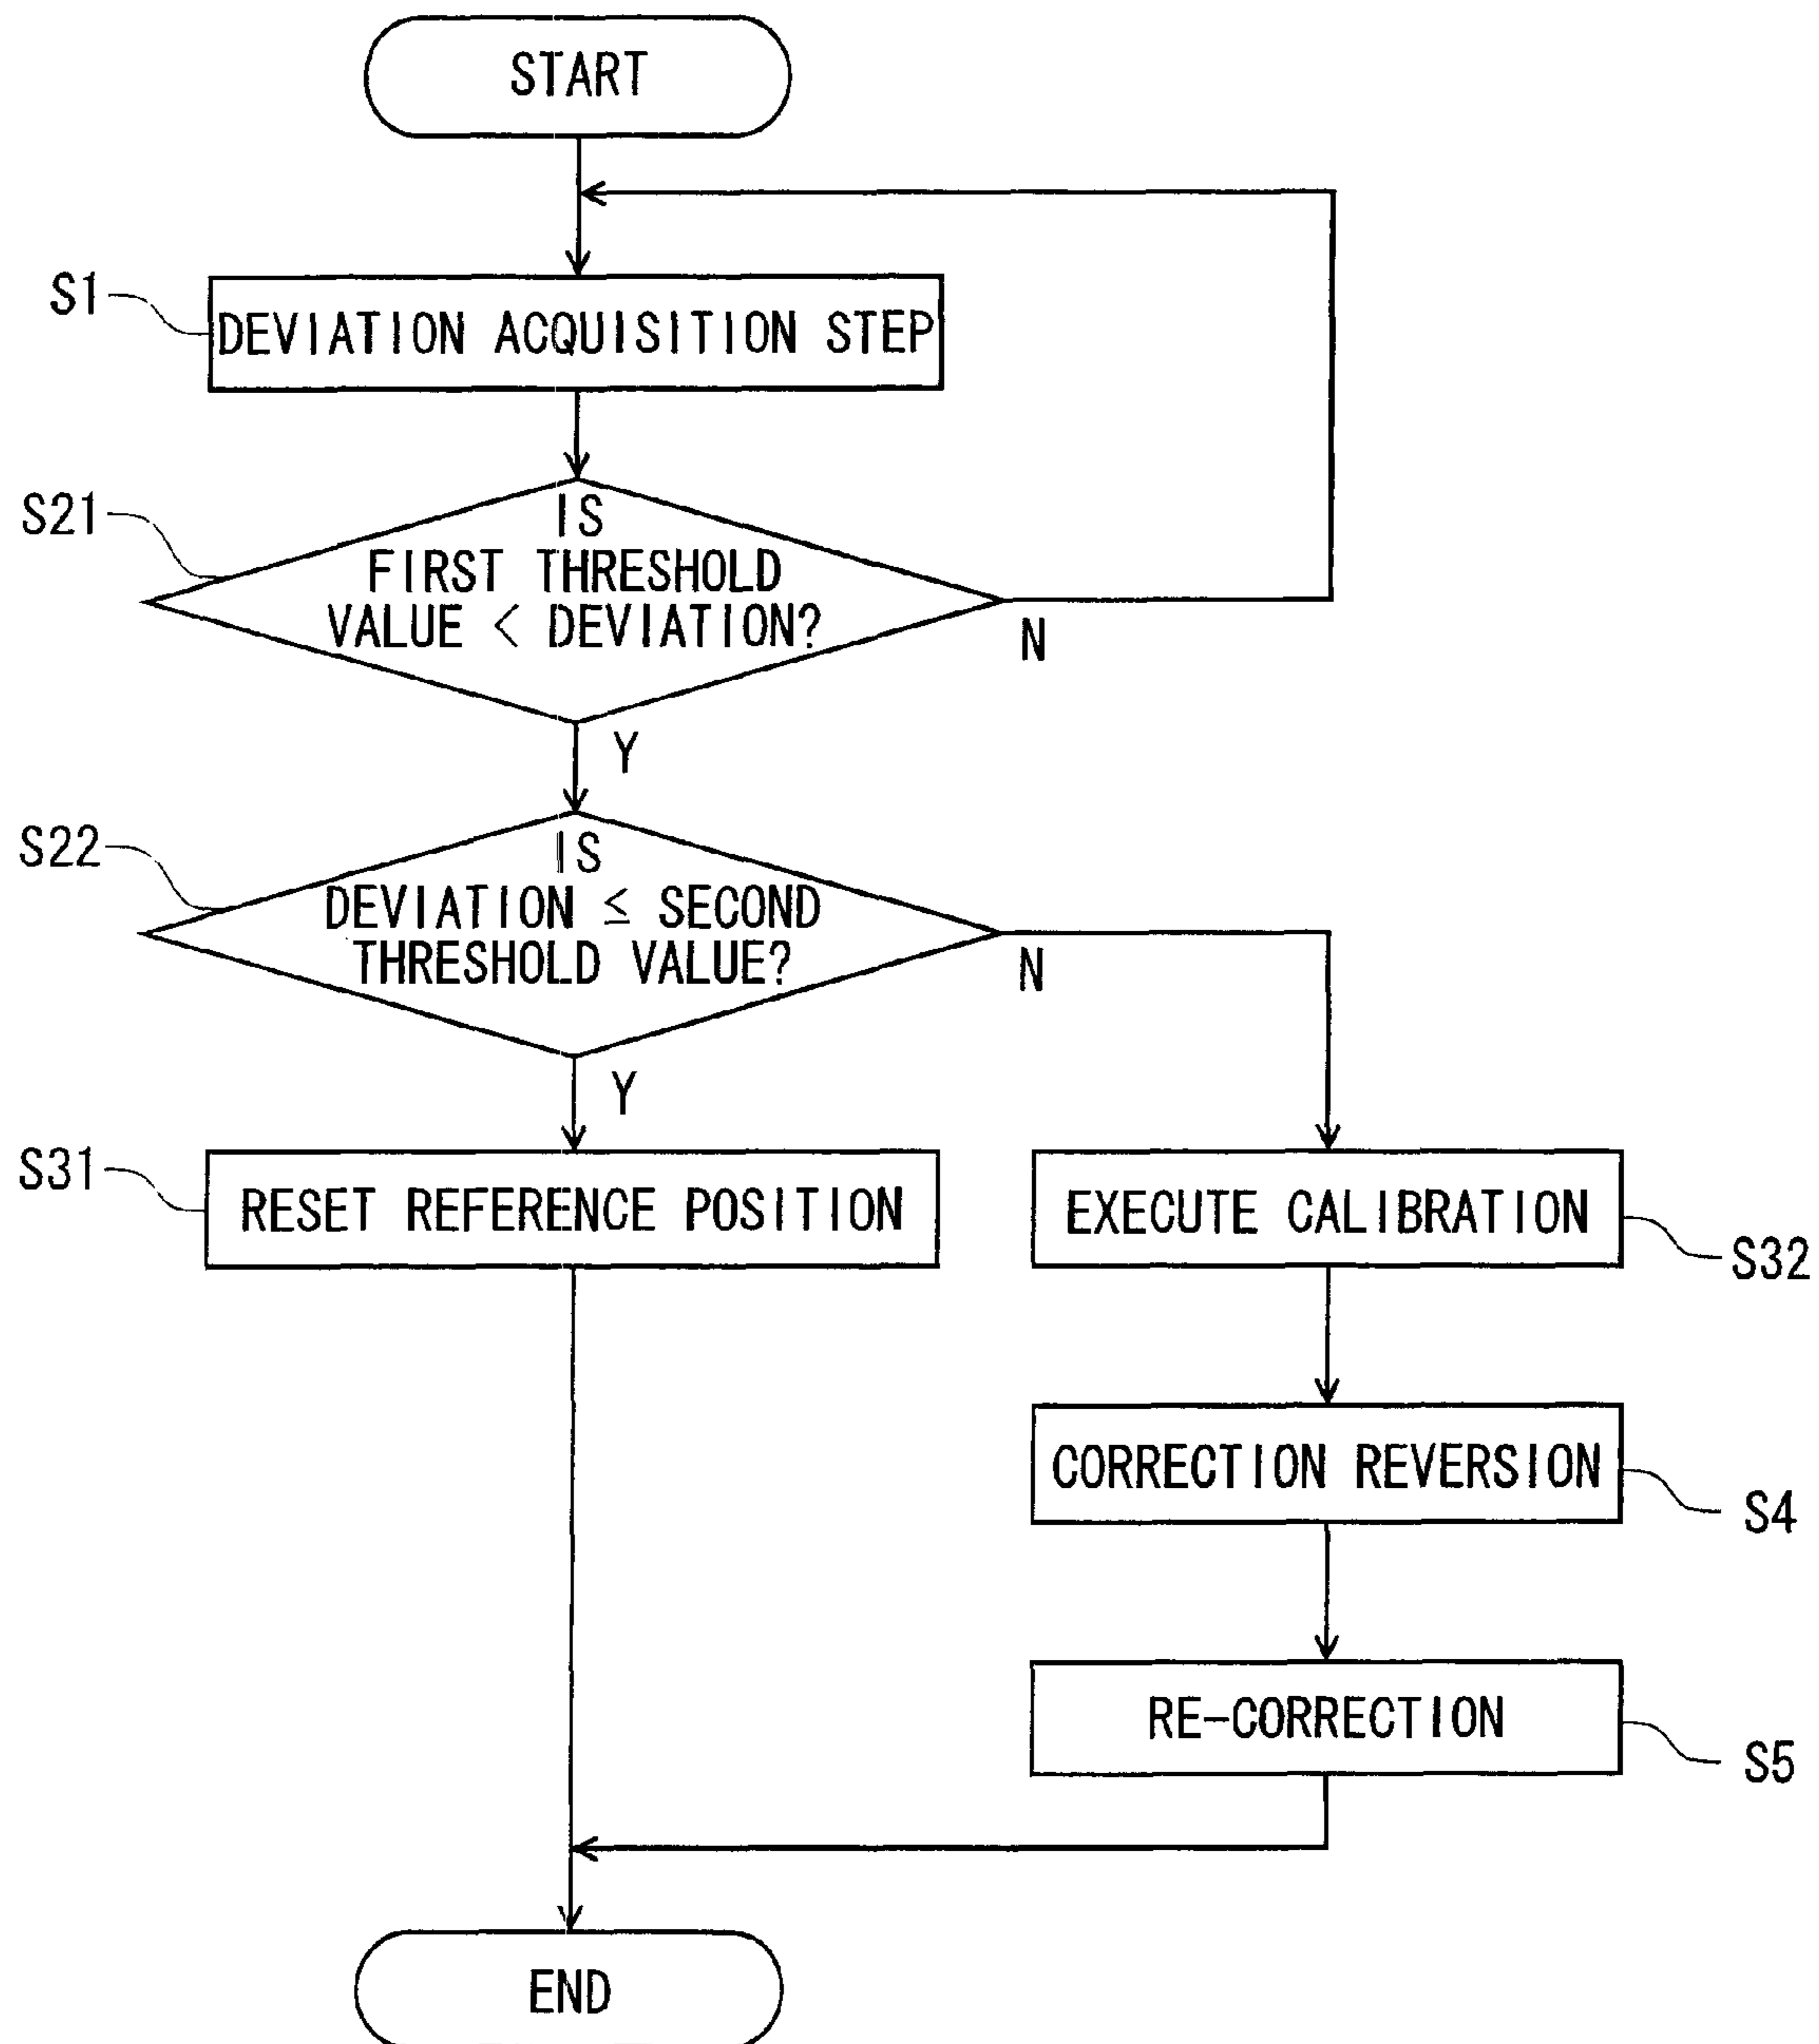 START
S1
DEVIATION ACQUISITION STEP
S21
IS
FIRST THRESHOLD
VALUE < DEVIATION?
N
Y
S22
IS
DEVIATION ≤ SECOND
THRESHOLD VALUE?
N
Y
S31
RESET REFERENCE POSITION
EXECUTE CALIBRATION
S32
CORRECTION REVERSION
S4
RE-CORRECTION
S5
END